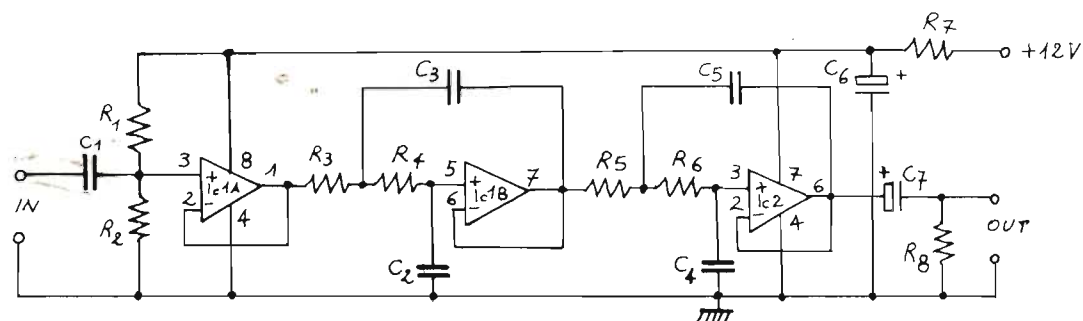 R7
+12V
C3
C5
C6
+
R1
C1
3
8
1
R3
R4
5
7
R5
R6
3
7
6
+
C7
+
Ic1A
-
+
Ic1B
-
+
Ic2
-
IN
2
4
6
2
4
R2
C2
C4
R8
OUT